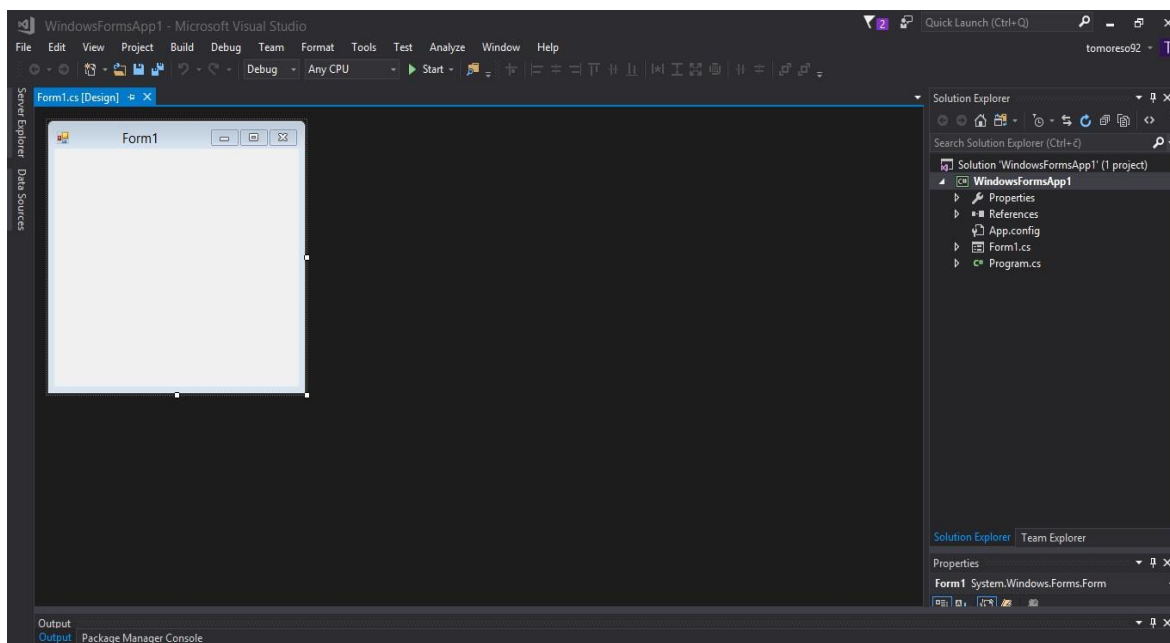 WindowsFormsApp1 - Microsoft Visual Studio
2
Quick Launch (Ctrl+Q)
File Edit View Project Build Debug Team Format Tools Test Analyze Window Help
tomoreso92
T
Debug Any CPU Start
Server Explorer
Data Sources
Form1.cs [Design]
Form1
Solution Explorer
Search Solution Explorer (Ctrl+č)
Solution 'WindowsFormsApp1' (1 project)
C# WindowsFormsApp1
Properties
References
App.config
Form1.cs
C# Program.cs
Solution Explorer Team Explorer
Properties
Form1 System.Windows.Forms.Form
Output
Output Package Manager Console